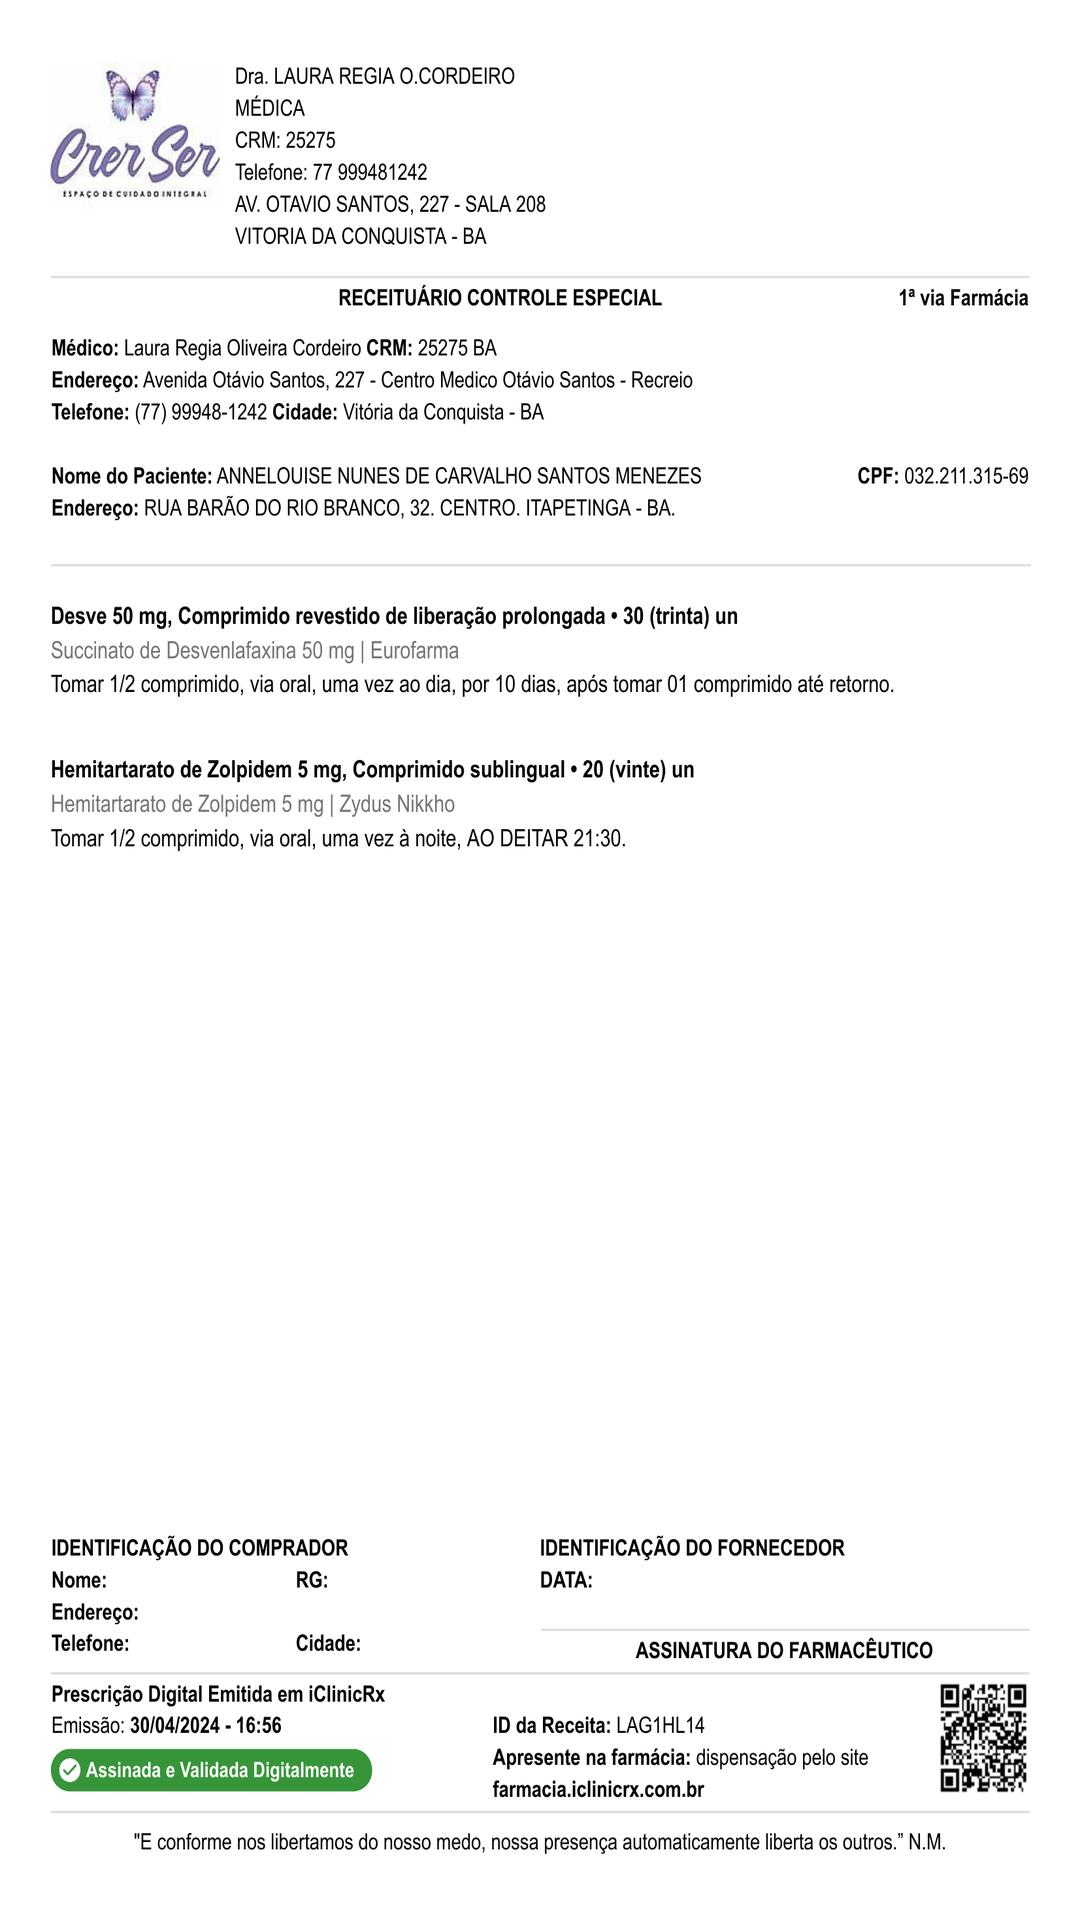 Crer Ser
ESPAÇO DE CUIDADO INTEGRAL
Dra. LAURA REGIA O.CORDEIRO
MÉDICA
CRM: 25275
Telefone: 77 999481242
AV. OTAVIO SANTOS, 227 - SALA 208
VITORIA DA CONQUISTA - BA
RECEITUÁRIO CONTROLE ESPECIAL 1ª via Farmácia
Médico: Laura Regia Oliveira Cordeiro CRM: 25275 BA
Endereço: Avenida Otávio Santos, 227 - Centro Medico Otávio Santos - Recreio
Telefone: (77) 99948-1242 Cidade: Vitória da Conquista - BA
Nome do Paciente: ANNELOUISE NUNES DE CARVALHO SANTOS MENEZES CPF: 032.211.315-69
Endereço: RUA BARÃO DO RIO BRANCO, 32. CENTRO. ITAPETINGA - BA.
Desve 50 mg, Comprimido revestido de liberação prolongada • 30 (trinta) un
Succinato de Desvenlafaxina 50 mg | Eurofarma
Tomar 1/2 comprimido, via oral, uma vez ao dia, por 10 dias, após tomar 01 comprimido até retorno.
Hemitartarato de Zolpidem 5 mg, Comprimido sublingual • 20 (vinte) un
Hemitartarato de Zolpidem 5 mg | Zydus Nikkho
Tomar 1/2 comprimido, via oral, uma vez à noite, AO DEITAR 21:30.
IDENTIFICAÇÃO DO COMPRADOR IDENTIFICAÇÃO DO FORNECEDOR
Nome: RG: DATA:
Endereço:
Telefone: Cidade:
ASSINATURA DO FARMACÊUTICO
Prescrição Digital Emitida em iClinicRx
Emissão: 30/04/2024 - 16:56 ID da Receita: LAG1HL14
Assinada e Validada Digitalmente Apresente na farmácia: dispensação pelo site
farmacia.iclinicrx.com.br
"E conforme nos libertamos do nosso medo, nossa presença automaticamente liberta os outros.” N.M.